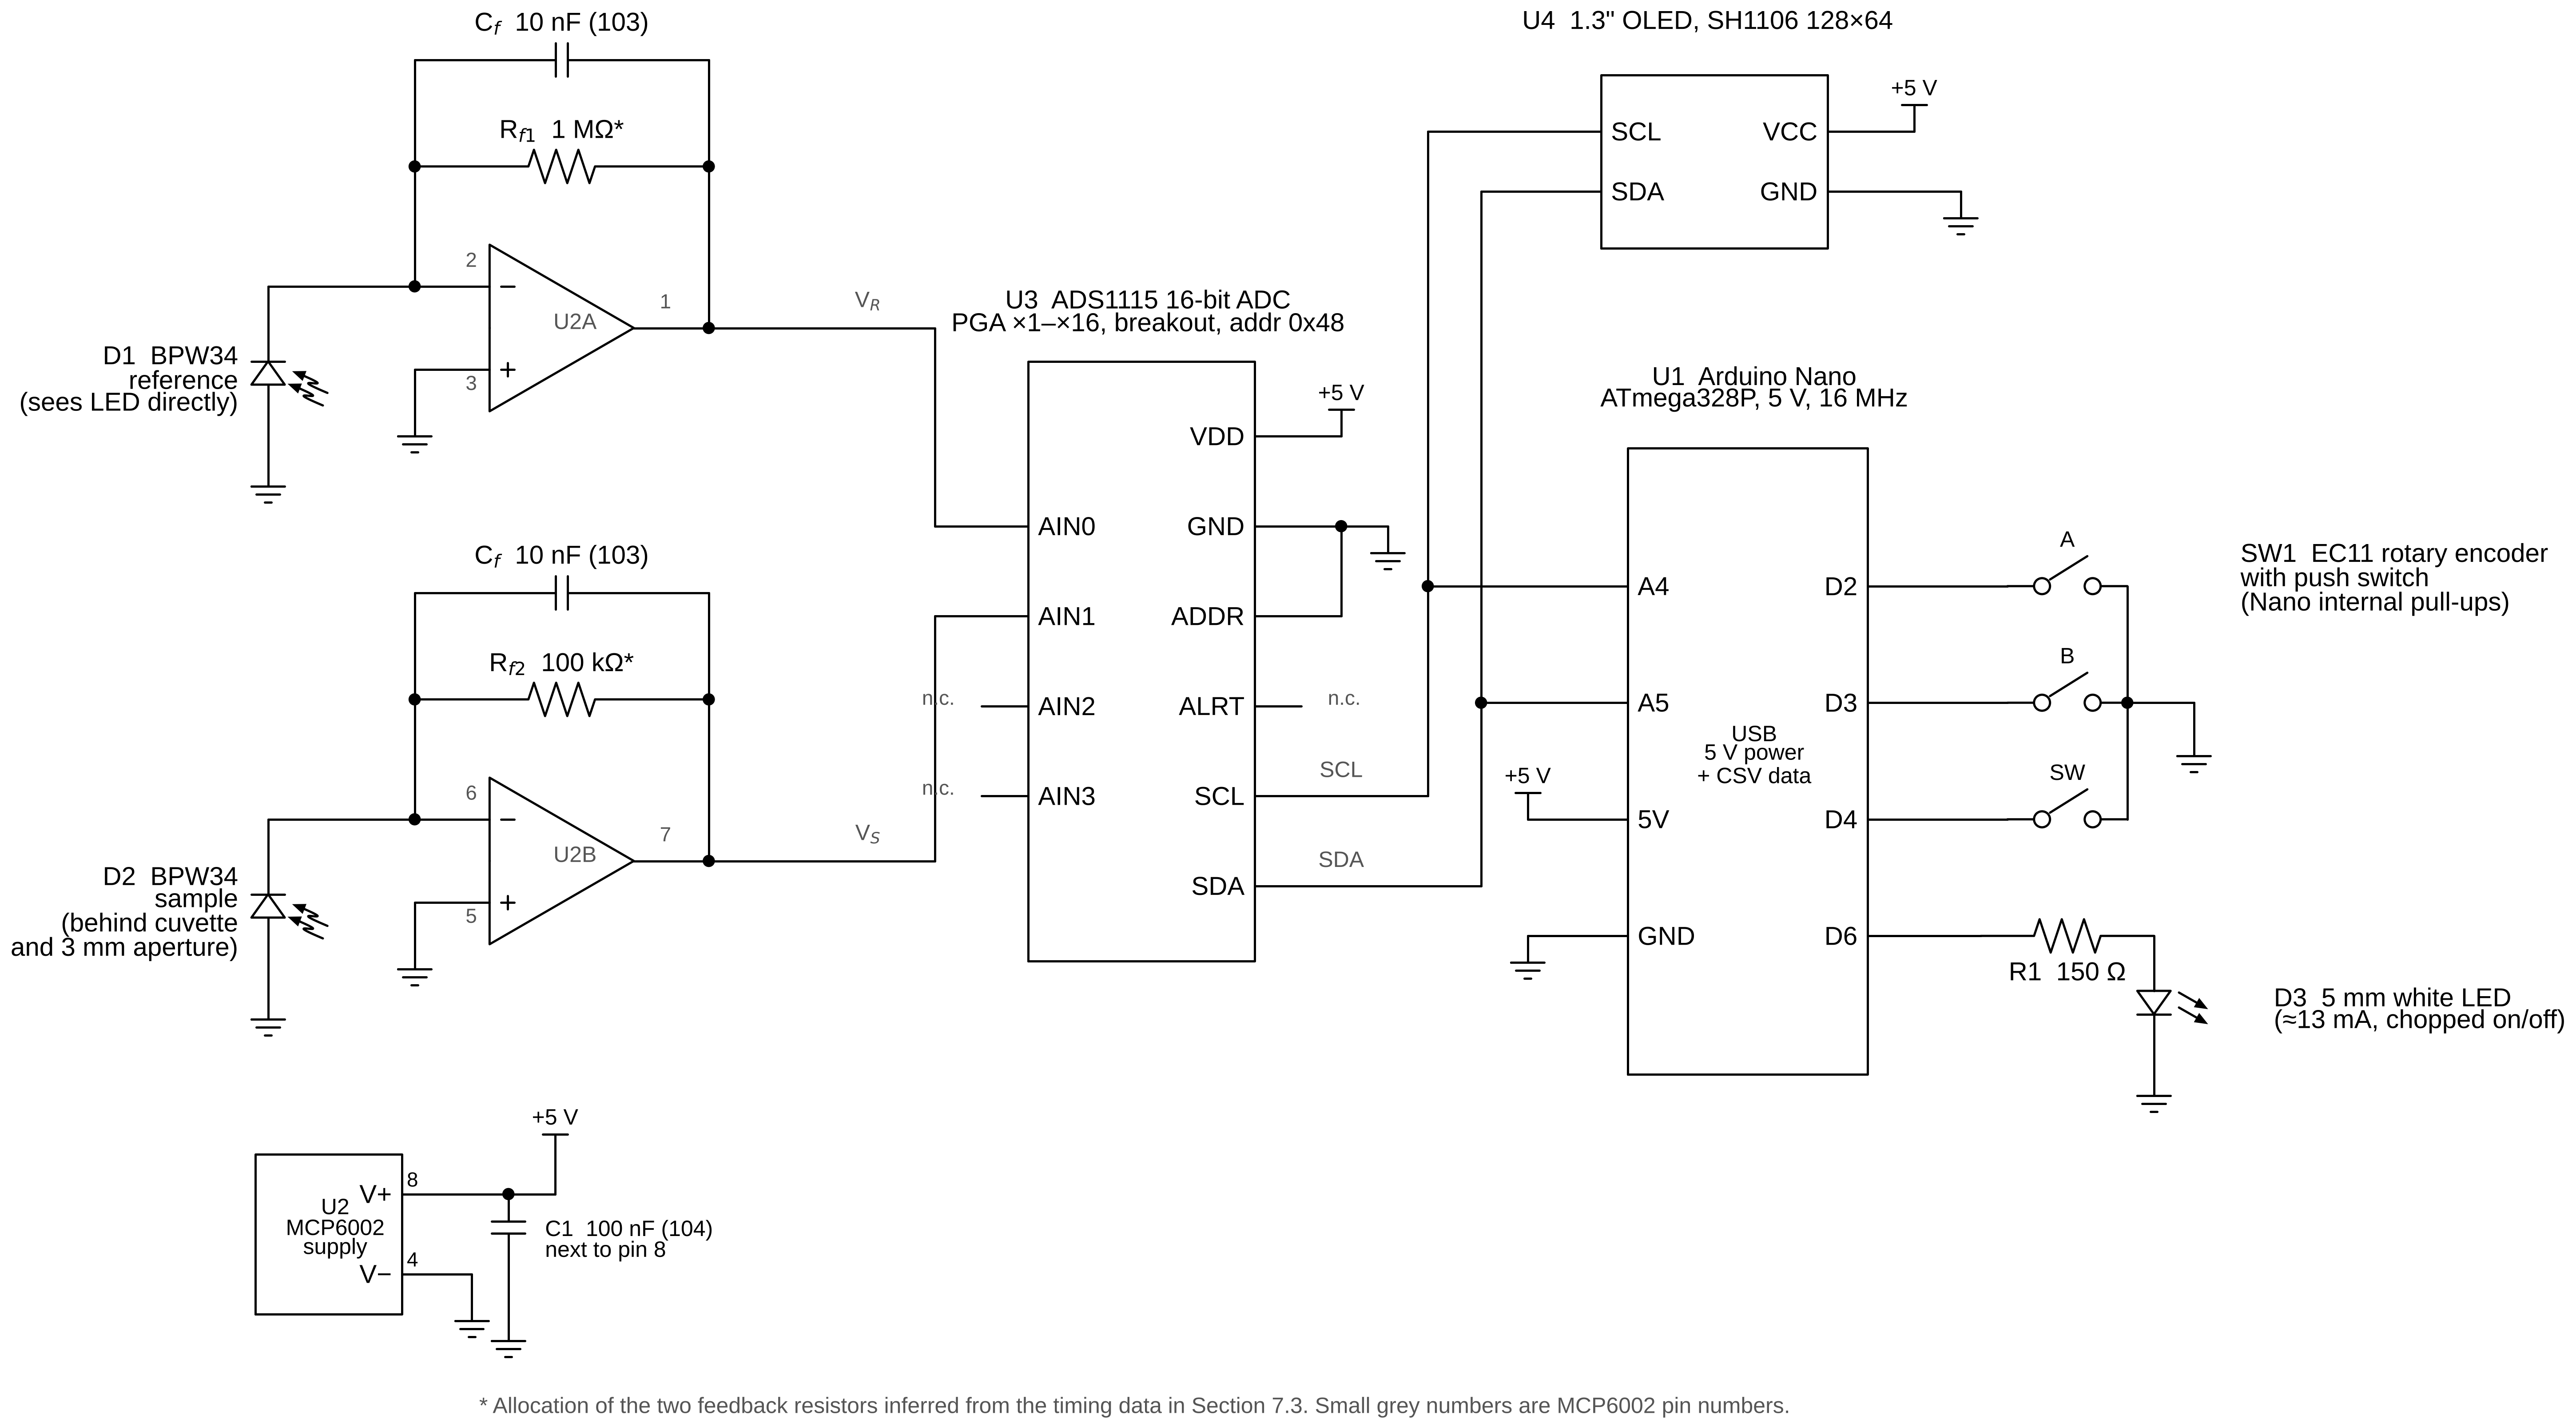 C_f 10 nF (103)
R_f1 1 MΩ*
2
−
U2A
1
V_R
+
3
D1 BPW34
reference
(sees LED directly)
C_f 10 nF (103)
R_f2 100 kΩ*
6
−
U2B
7
V_S
+
5
D2 BPW34
sample
(behind cuvette
and 3 mm aperture)
U3 ADS1115 16-bit ADC
PGA ×1–×16, breakout, addr 0x48
+5 V
VDD
AIN0
GND
AIN1
ADDR
n.c.
AIN2
ALRT
n.c.
n.c.
AIN3
SCL
SCL
SDA
SDA
U4 1.3" OLED, SH1106 128×64
SCL
VCC
+5 V
SDA
GND
U1 Arduino Nano
ATmega328P, 5 V, 16 MHz
A4
D2
A5
D3
USB
5 V power
+ CSV data
+5 V
5V
D4
GND
D6
A
B
SW
SW1 EC11 rotary encoder
with push switch
(Nano internal pull-ups)
R1 150 Ω
D3 5 mm white LED
(≈13 mA, chopped on/off)
+5 V
V+
8
U2
MCP6002
supply
V−
4
C1 100 nF (104)
next to pin 8
* Allocation of the two feedback resistors inferred from the timing data in Section 7.3. Small grey numbers are MCP6002 pin numbers.